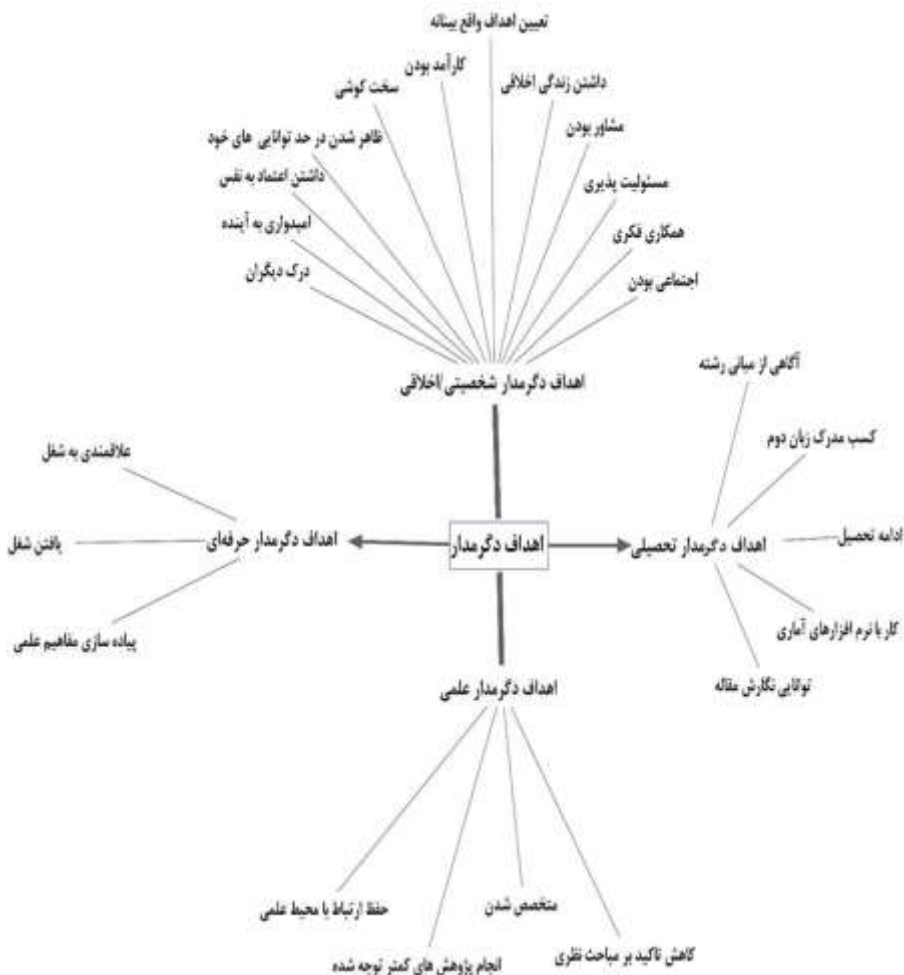 تعیین اهداف واقع بینانه
کارآمد بودن
داشتن زندگی اخلاقی
سخت کوشی
مشاور بودن
ظاهر شدن در حد توانایی های خود
داشتن اعتماد به نفس
مسئولیت پذیری
امیدواری به آینده
همکاری فکری
درک دیگران
اجتماعی بودن
اهداف دگرمدار شخصیتی/اخلاقی
آگاهی از مبانی رشته
علاقمندی به شغل
کسب مدرک زبان دوم
یافتن شغل
اهداف دگرمدار حرفه‌ای
اهداف دگرمدار
اهداف دگرمدار تحصیلی
ادامه تحصیل
پیاده سازی مفاهیم علمی
کار با نرم افزارهای آماری
توانایی نگارش مقاله
اهداف دگرمدار علمی
حفظ ارتباط با محیط علمی
متخصص شدن
انجام پژوهش های کمتر توجه شده
کاهش تاکید بر مباحث نظری